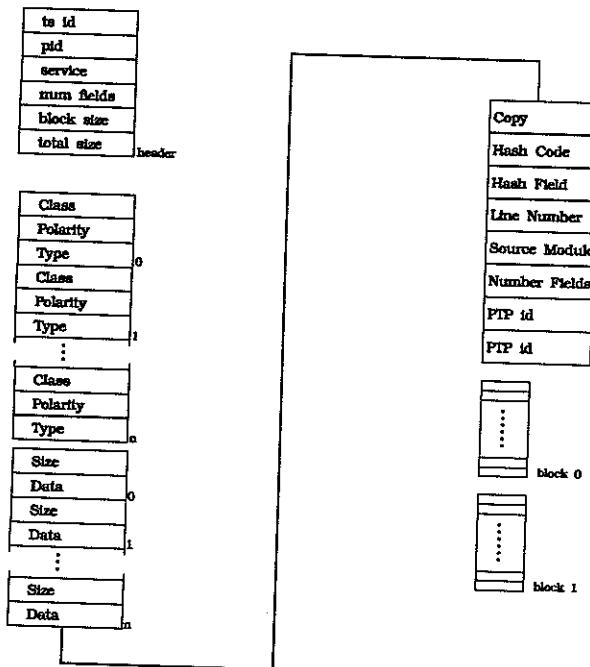 ts id
pid
service
num fields
block size
total size
header
Class
Polarity
Type
0
Class
Polarity
Type
1
Class
Polarity
Type
n
Size
Data
0
Size
Data
1
Size
Data
n
Copy
Hash Code
Hash Field
Line Number
Source Module
Number Fields
PTP id
PTP id
block 0
block 1